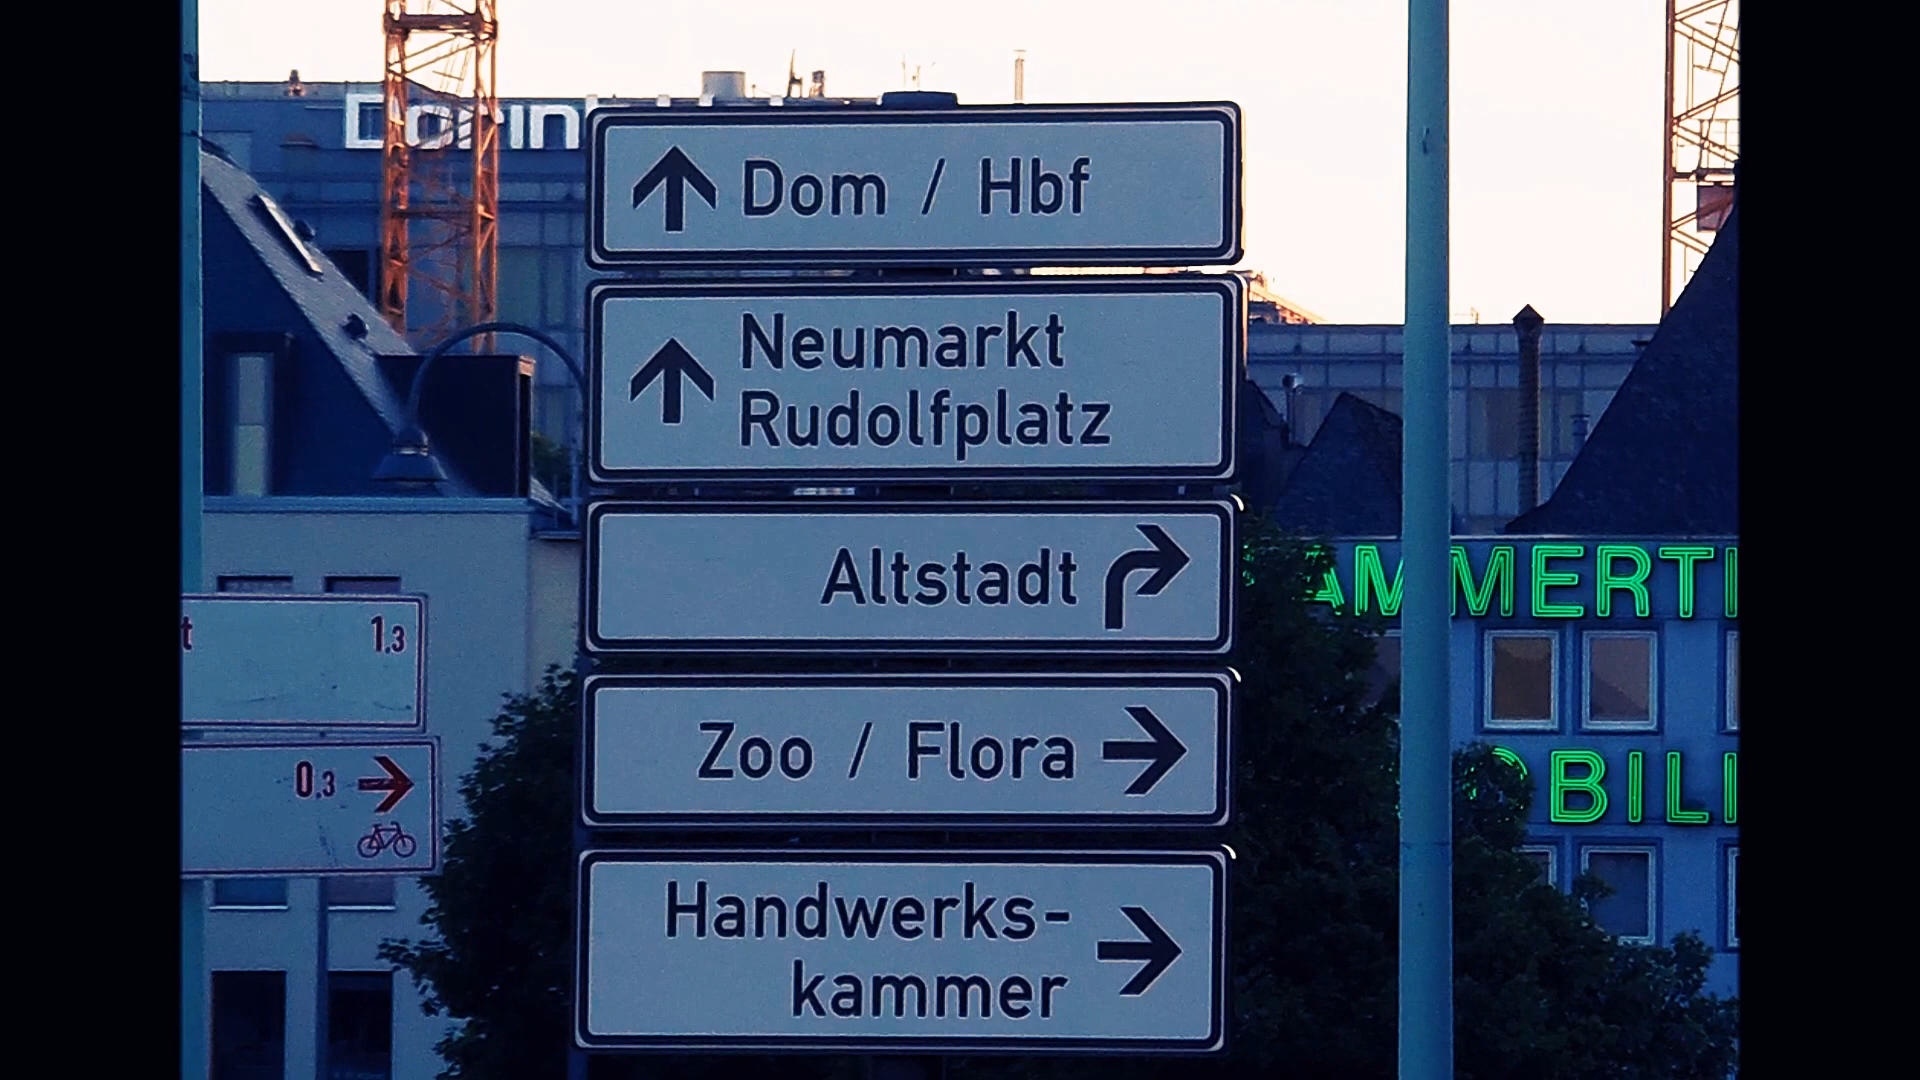 Dom / Hbf
Neumarkt
Rudolfplatz
Altstadt
Zoo / Flora
Handwerks-
kammer
1.3
0.3